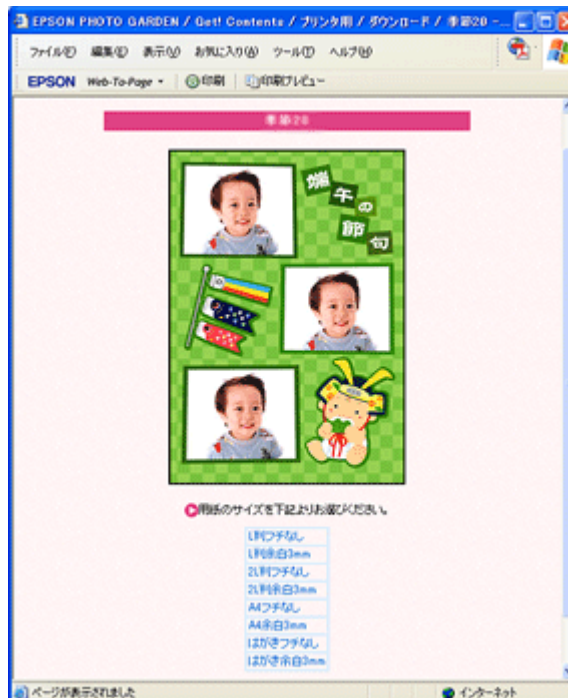 EPSON PHOTO GARDEN / Get! Contents / プリンタ用 / ダウンロード / 季節20 - ...
ファイル(F) 編集(E) 表示(V) お気に入り(A) ツール(T) ヘルプ(H)
EPSON Web-To-Page 印刷 印刷プレビュー
季節20
端午の
節句
用紙のサイズを下記よりお選びください。
L判フチなし
L判余白3mm
2L判フチなし
2L判余白3mm
A4フチなし
A4余白3mm
はがきフチなし
はがき余白3mm
ページが表示されました インターネット